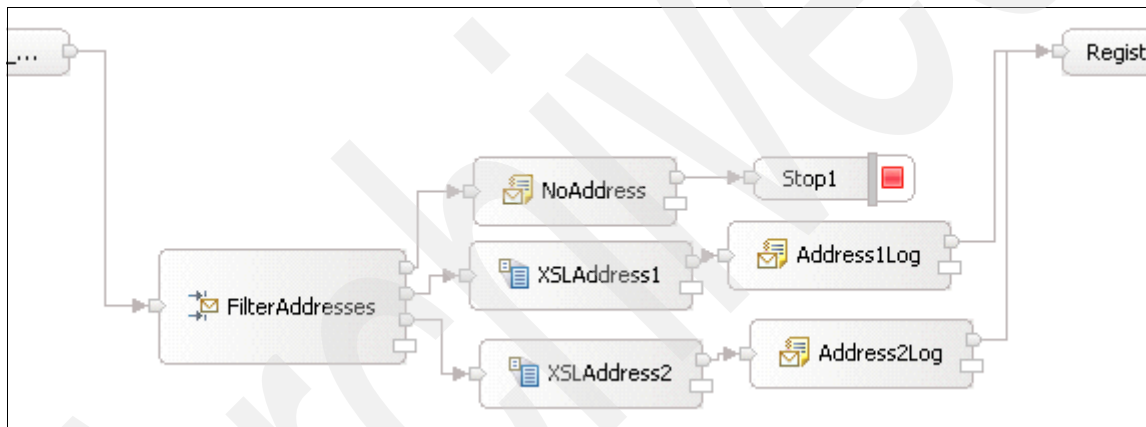 _...
Regist
NoAddress
Stop1
XSLAddress1
Address1Log
FilterAddresses
XSLAddress2
Address2Log